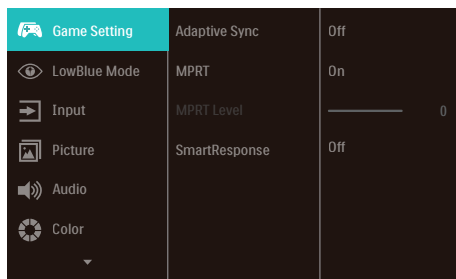 Game Setting Adaptive Sync Off
LowBlue Mode MPRT On
Input MPRT Level 0
Picture SmartResponse Off
Audio
Color